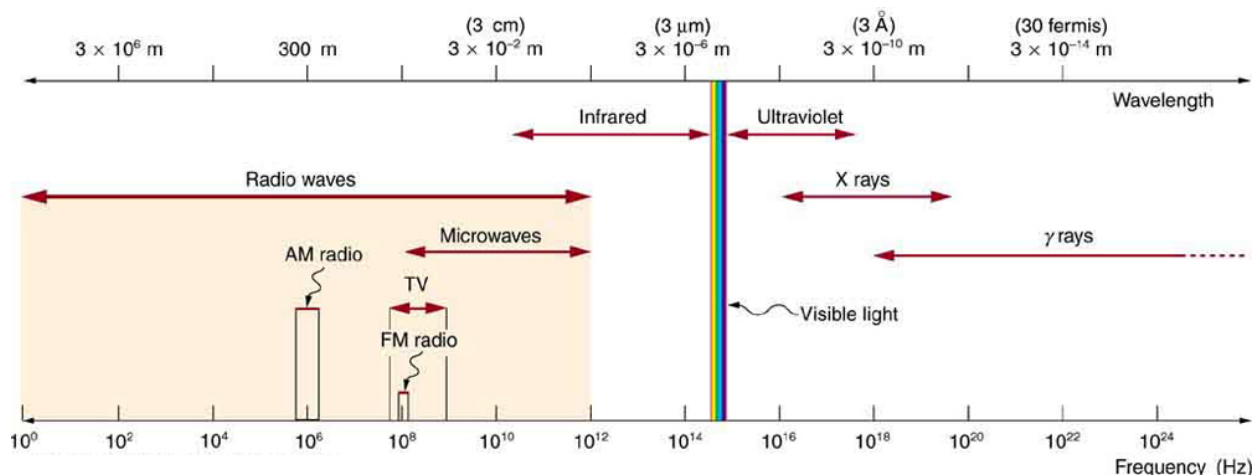 (3 cm) (3 μm) (3 Å) (30 fermis)
3 × 10⁶ m 300 m 3 × 10⁻² m 3 × 10⁻⁶ m 3 × 10⁻¹⁰ m 3 × 10⁻¹⁴ m
Wavelength
Infrared Ultraviolet
Radio waves X rays
Microwaves γ rays
AM radio
TV
Visible light
FM radio
10⁰ 10² 10⁴ 10⁶ 10⁸ 10¹⁰ 10¹² 10¹⁴ 10¹⁶ 10¹⁸ 10²⁰ 10²² 10²⁴
Frequency (Hz)